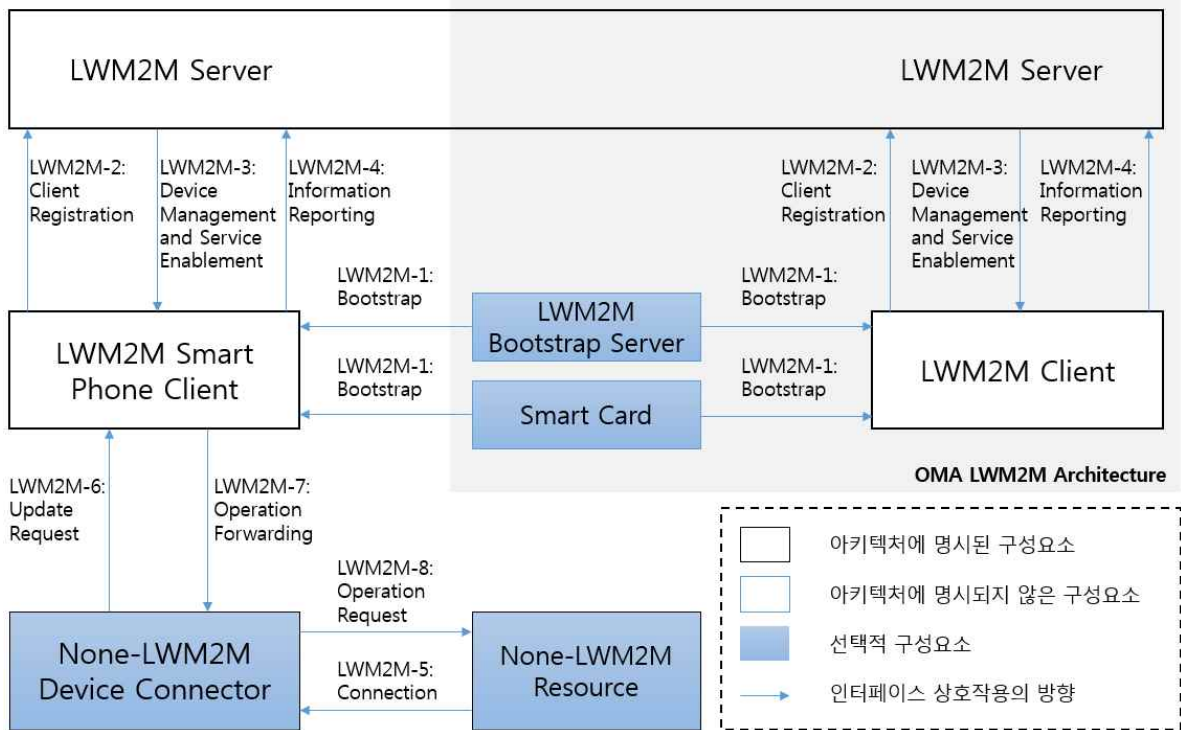 LWM2M Server
LWM2M Server
LWM2M-2:
Client
Registration
LWM2M-3:
Device
Management
and Service
Enablement
LWM2M-4:
Information
Reporting
LWM2M-2:
Client
Registration
LWM2M-3:
Device
Management
and Service
Enablement
LWM2M-4:
Information
Reporting
LWM2M-1:
Bootstrap
LWM2M
Bootstrap Server
LWM2M-1:
Bootstrap
LWM2M Smart
Phone Client
LWM2M-1:
Bootstrap
Smart Card
LWM2M-1:
Bootstrap
LWM2M Client
OMA LWM2M Architecture
LWM2M-6:
Update
Request
LWM2M-7:
Operation
Forwarding
LWM2M-8:
Operation
Request
None-LWM2M
Device Connector
LWM2M-5:
Connection
None-LWM2M
Resource
아키텍처에 명시된 구성요소
아키텍처에 명시되지 않은 구성요소
선택적 구성요소
인터페이스 상호작용의 방향